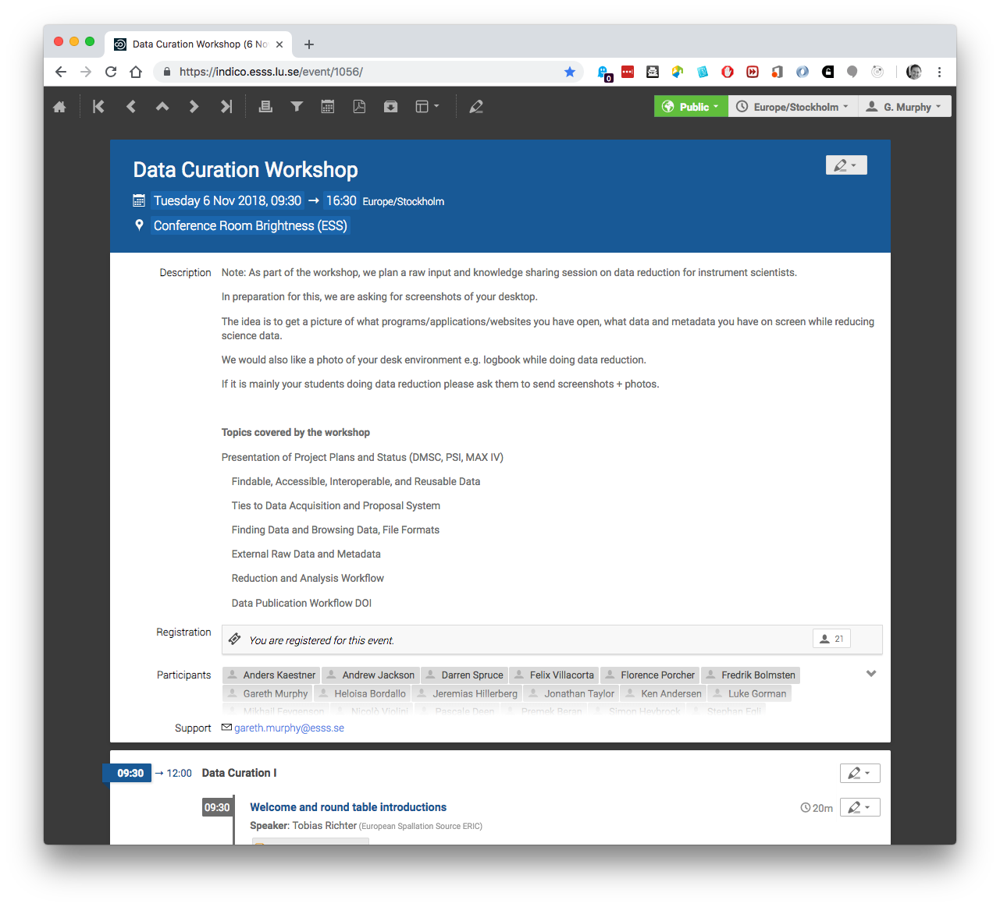 Data Curation Workshop (6 No
https://indico.esss.lu.se/event/1056/
0
Public
Europe/Stockholm
G. Murphy
Data Curation Workshop
Tuesday 6 Nov 2018, 09:30 → 16:30 Europe/Stockholm
Conference Room Brightness (ESS)
Description
Note: As part of the workshop, we plan a raw input and knowledge sharing session on data reduction for instrument scientists.
In preparation for this, we are asking for screenshots of your desktop.
The idea is to get a picture of what programs/applications/websites you have open, what data and metadata you have on screen while reducing
science data.
We would also like a photo of your desk environment e.g. logbook while doing data reduction.
If it is mainly your students doing data reduction please ask them to send screenshots + photos.
Topics covered by the workshop
Presentation of Project Plans and Status (DMSC, PSI, MAX IV)
Findable, Accessible, Interoperable, and Reusable Data
Ties to Data Acquisition and Proposal System
Finding Data and Browsing Data, File Formats
External Raw Data and Metadata
Reduction and Analysis Workflow
Data Publication Workflow DOI
Registration
You are registered for this event.
21
Participants
Anders Kaestner Andrew Jackson Darren Spruce Felix Villacorta Florence Porcher Fredrik Bolmsten
Gareth Murphy Heloisa Bordallo Jeremias Hillerberg Jonathan Taylor Ken Andersen Luke Gorman
Mikhail Feygenson Nicolò Violini Pascale Deen Premek Beran Simon Heybrock Stephan Egli
Support
gareth.murphy@esss.se
09:30 → 12:00 Data Curation I
09:30
Welcome and round table introductions
20m
Speaker: Tobias Richter (European Spallation Source ERIC)